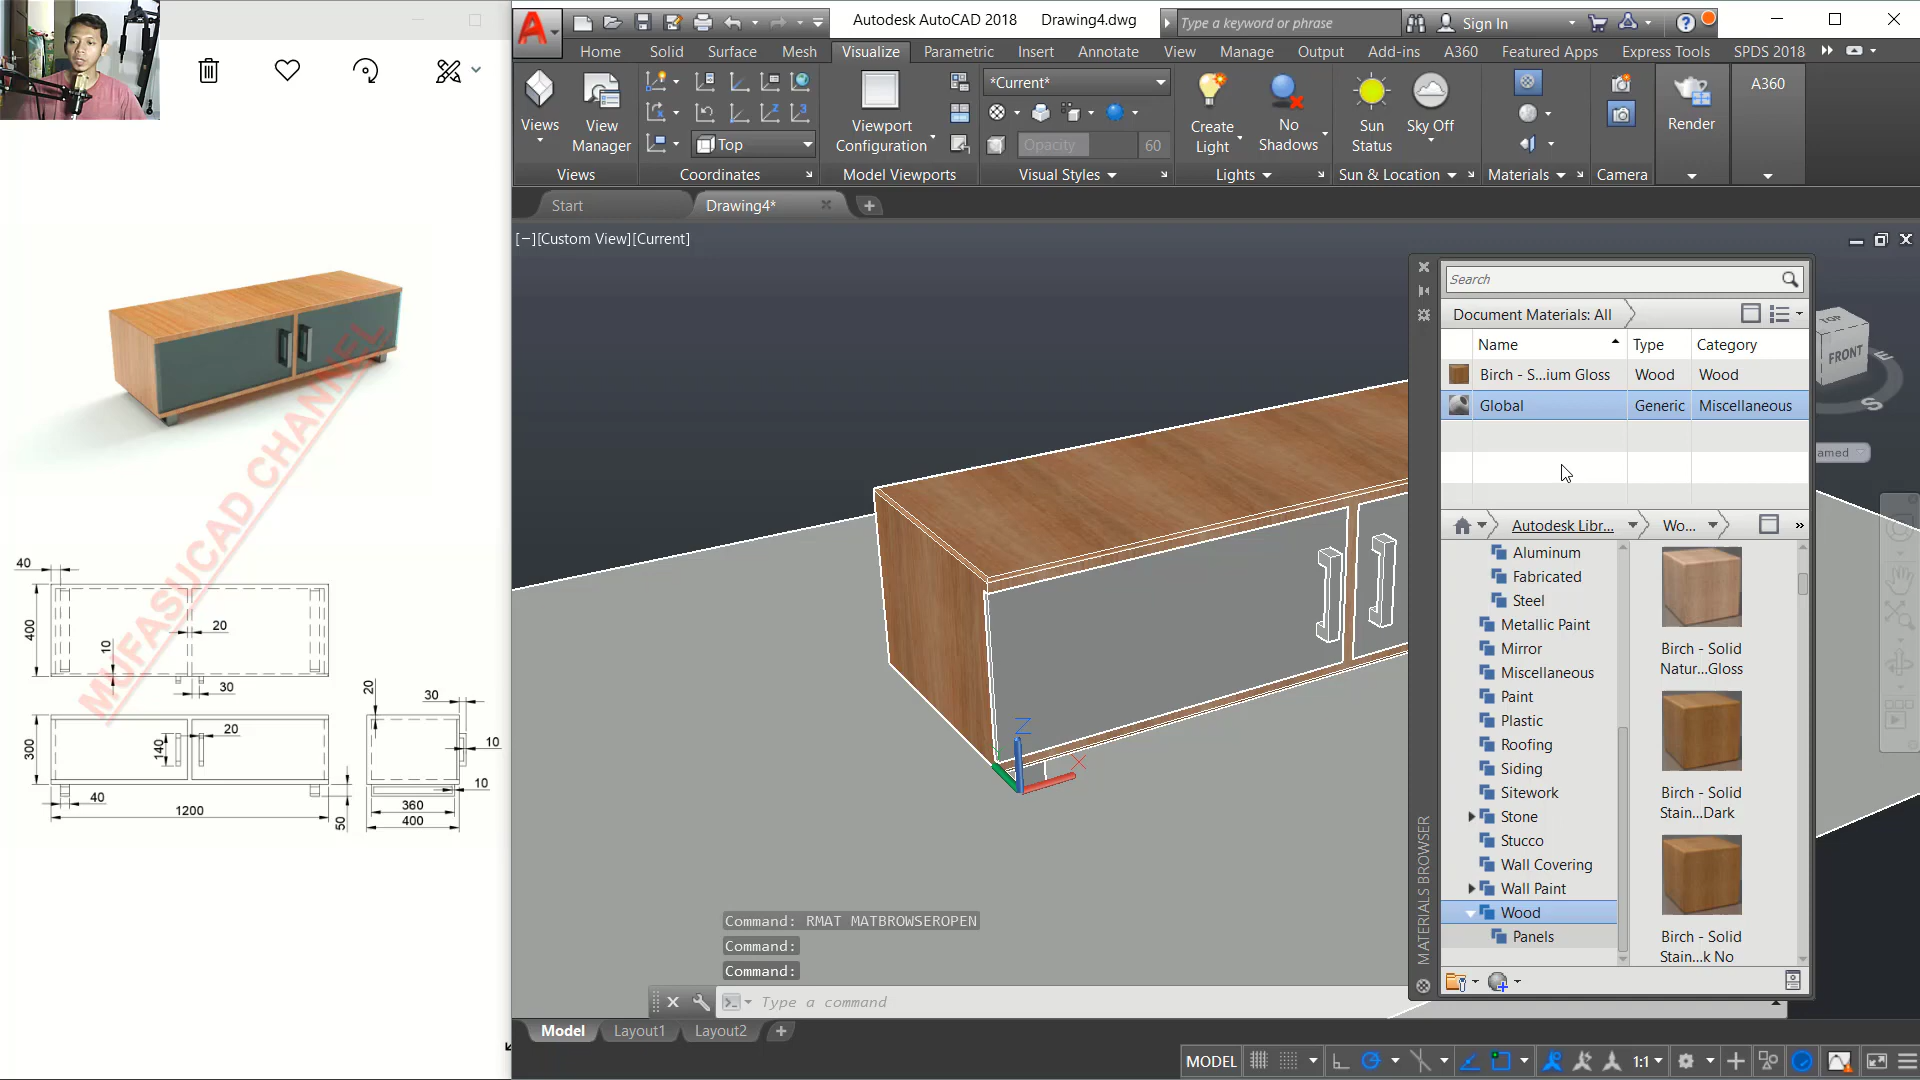 Autodesk AutoCAD 2018 Drawing4.dwg
Type a keyword or phrase
Sign In
Home Solid Surface Mesh Visualize Parametric Insert Annotate View Manage Output Add-ins A360 Featured Apps Express Tools SPDS 2018
Views
View
Manager
Top
Viewport
Configuration
*Current*
Opacity 60
Create
Light
No
Shadows
Sun
Status
Sky Off
Render
A360
Views Coordinates Model Viewports Visual Styles Lights Sun & Location Materials Camera
Start Drawing4*
[−][Custom View][Current]
Search
Document Materials: All
Name Type Category
Birch - S...ium Gloss Wood Wood
Global Generic Miscellaneous
Autodesk Libr... Wo... »
Aluminum
Fabricated
Steel
Metallic Paint
Mirror
Miscellaneous
Paint
Plastic
Roofing
Siding
Sitework
Stone
Stucco
Wall Covering
Wall Paint
Wood
Panels
Birch - Solid
Natur...Gloss
Birch - Solid
Stain...Dark
Birch - Solid
Stain...k No
MATERIALS BROWSER
TOP
FRONT
E
S
amed
Z
X
MUFASUCAD CHANNEL
40
400
10
20
30
300
140
20
40
1200
50
20
30
10
10
360
400
Command: RMAT MATBROWSEROPEN
Command:
Command:
Type a command
Model Layout1 Layout2
MODEL 1:1